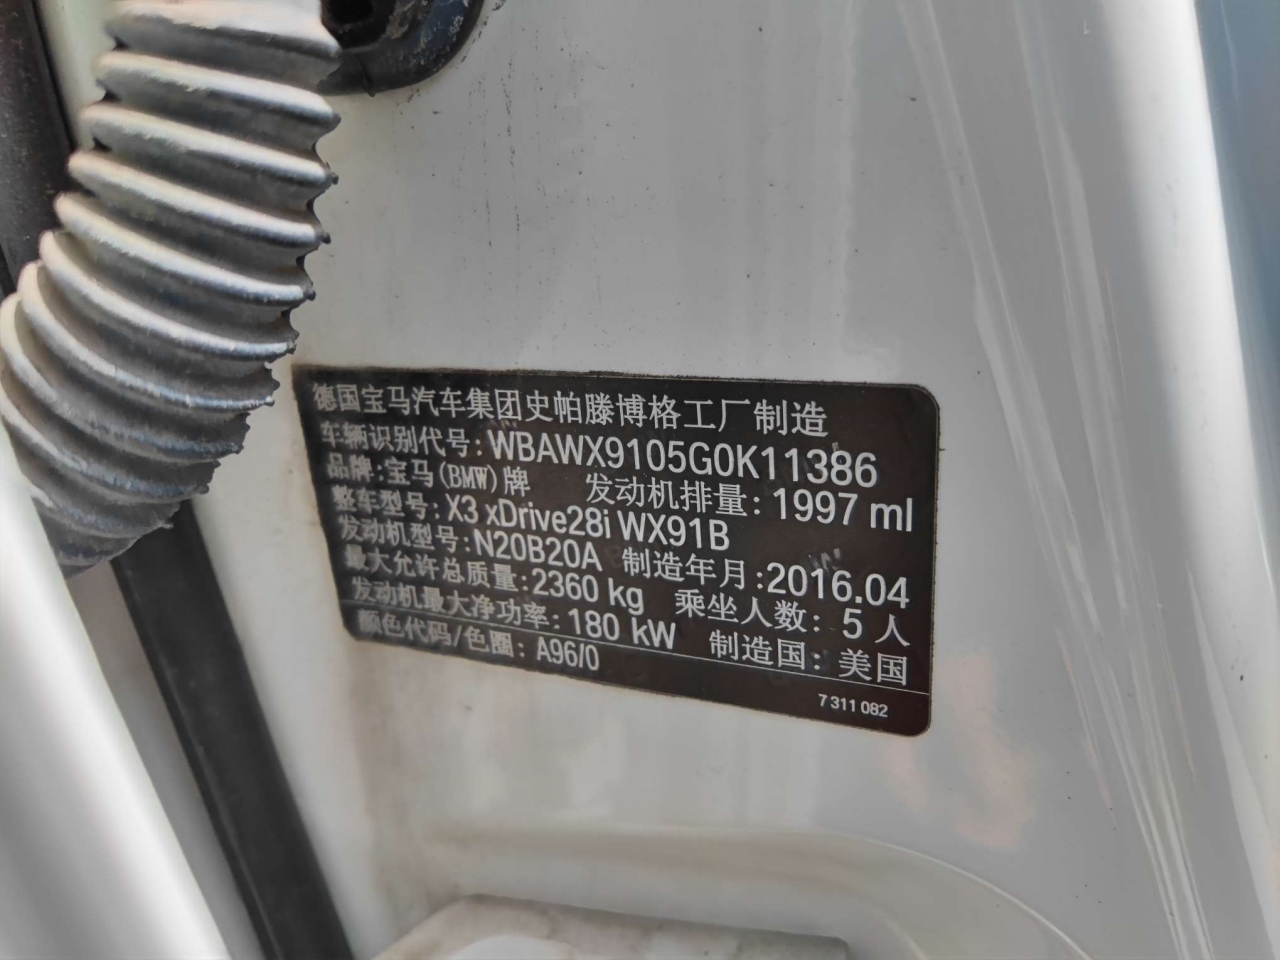 德国宝马汽车集团史帕滕博格工厂制造
车辆识别代号：WBAWX9105G0K11386
品牌：宝马(BMW)牌 发动机排量：1997 ml
整车型号：X3 xDrive28i WX91B
发动机型号：N20B20A 制造年月：2016.04
最大允许总质量：2360 kg 乘坐人数：5 人
发动机最大净功率：180 kW 制造国：美国
颜色代码/色圈：A96/0
7 311 082